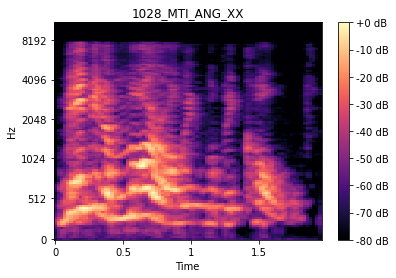 1028_MTI_ANG_XX
+0 dB
8192
-10 dB
4096
-20 dB
-30 dB
2048
Hz
-40 dB
1024
-50 dB
512
-60 dB
-70 dB
0
-80 dB
0
0.5
1
1.5
Time